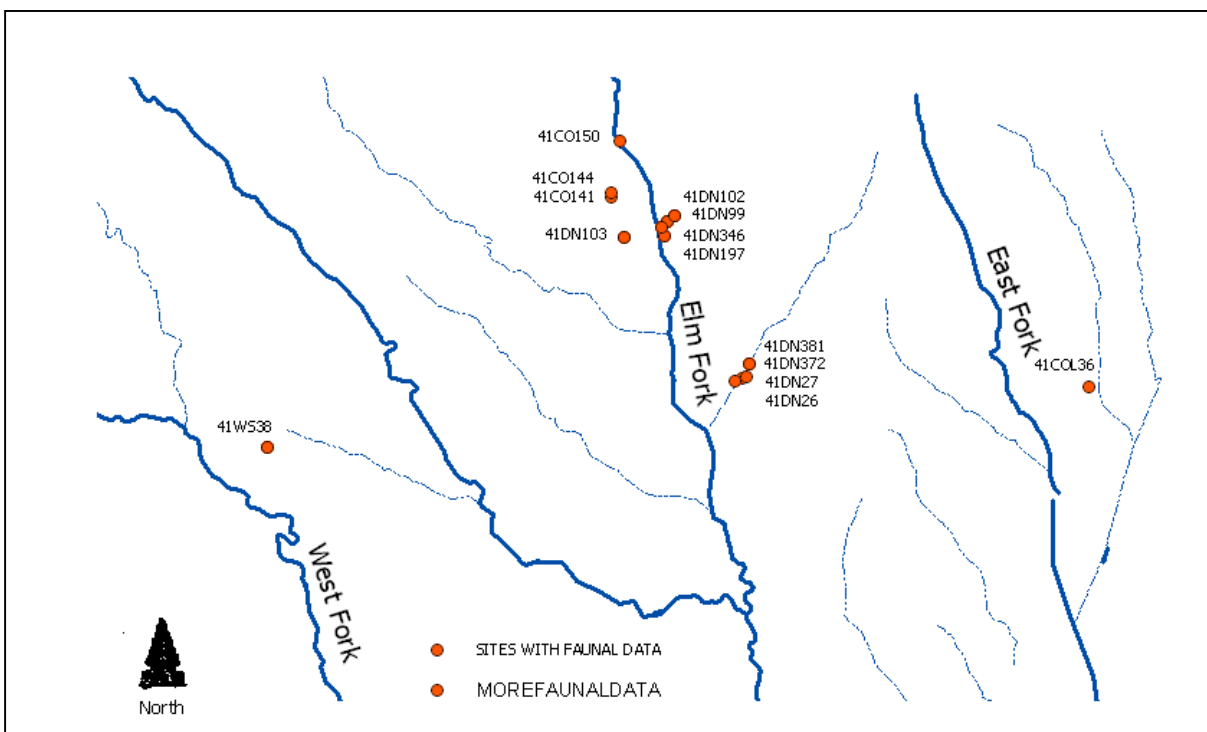 41CO150
41CO144
41CO141
41DN102
41DN99
41DN103
41DN346
41DN197
Elm Fork
East Fork
41DN381
41DN372
41DN27
41DN26
41COL36
41WS38
West Fork
SITES WITH FAUNAL DATA
MOREFAUNALDATA
North